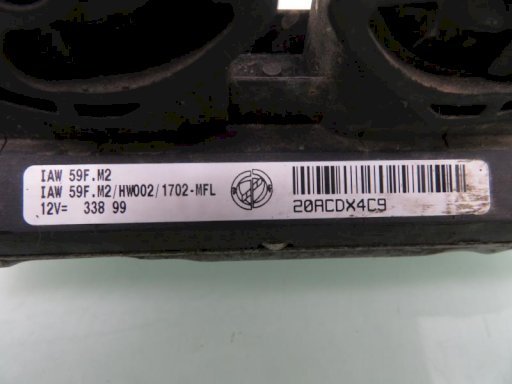 IAW 59F.M2
IAW 59F.M2/HW002/1702-MFL
12V= 338 99
20ACDX4C9